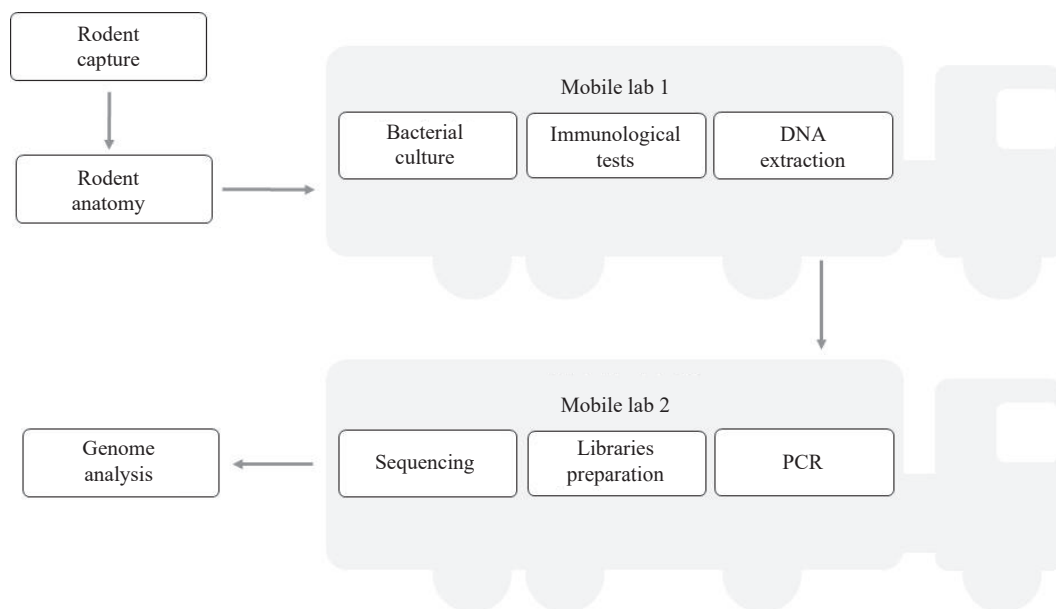 Rodent
capture
Rodent
anatomy
Mobile lab 1
Bacterial
culture
Immunological
tests
DNA
extraction
Mobile lab 2
Genome
analysis
Sequencing
Libraries
preparation
PCR